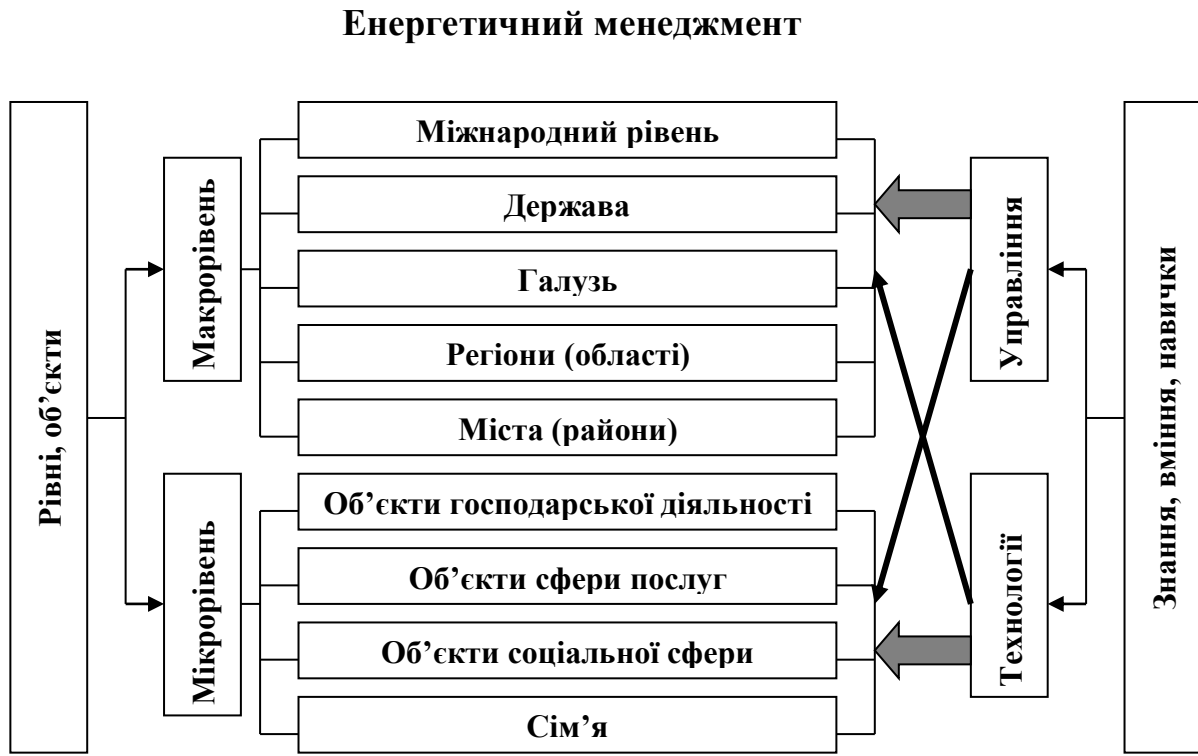 Енергетичний менеджмент
Рівні, об’єкти
Макрорівень
Міжнародний рівень
Держава
Галузь
Регіони (області)
Міста (райони)
Мікрорівень
Об’єкти господарської діяльності
Об’єкти сфери послуг
Об’єкти соціальної сфери
Сім’я
Управління
Технології
Знання, вміння, навички